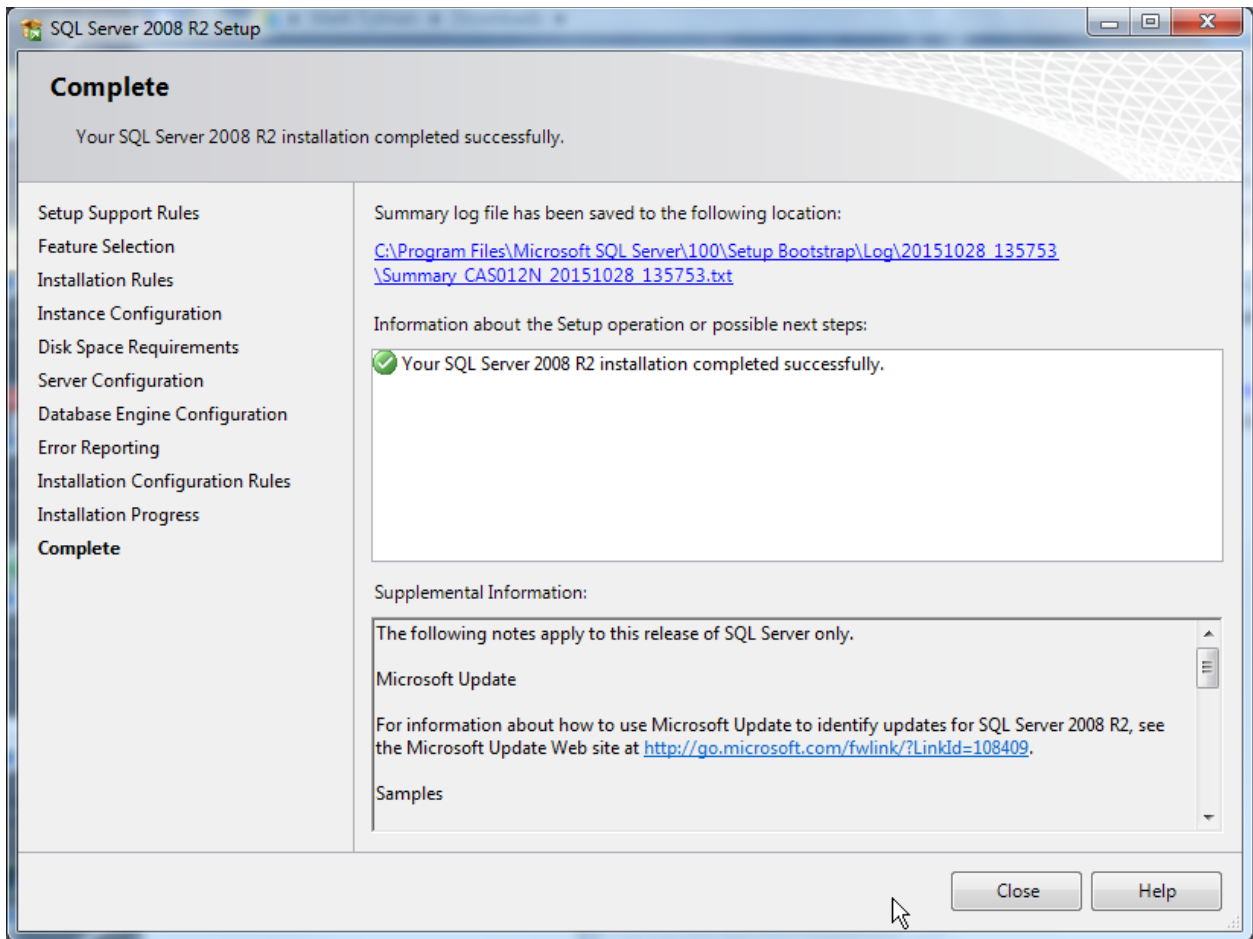 SQL Server 2008 R2 Setup
Complete
Your SQL Server 2008 R2 installation completed successfully.
Setup Support Rules
Feature Selection
Installation Rules
Instance Configuration
Disk Space Requirements
Server Configuration
Database Engine Configuration
Error Reporting
Installation Configuration Rules
Installation Progress
Complete
Summary log file has been saved to the following location:
C:\Program Files\Microsoft SQL Server\100\Setup Bootstrap\Log\20151028_135753
\Summary_CAS012N_20151028_135753.txt
Information about the Setup operation or possible next steps:
Your SQL Server 2008 R2 installation completed successfully.
Supplemental Information:
The following notes apply to this release of SQL Server only.
Microsoft Update
For information about how to use Microsoft Update to identify updates for SQL Server 2008 R2, see
the Microsoft Update Web site at http://go.microsoft.com/fwlink/?LinkId=108409.
Samples
Close
Help